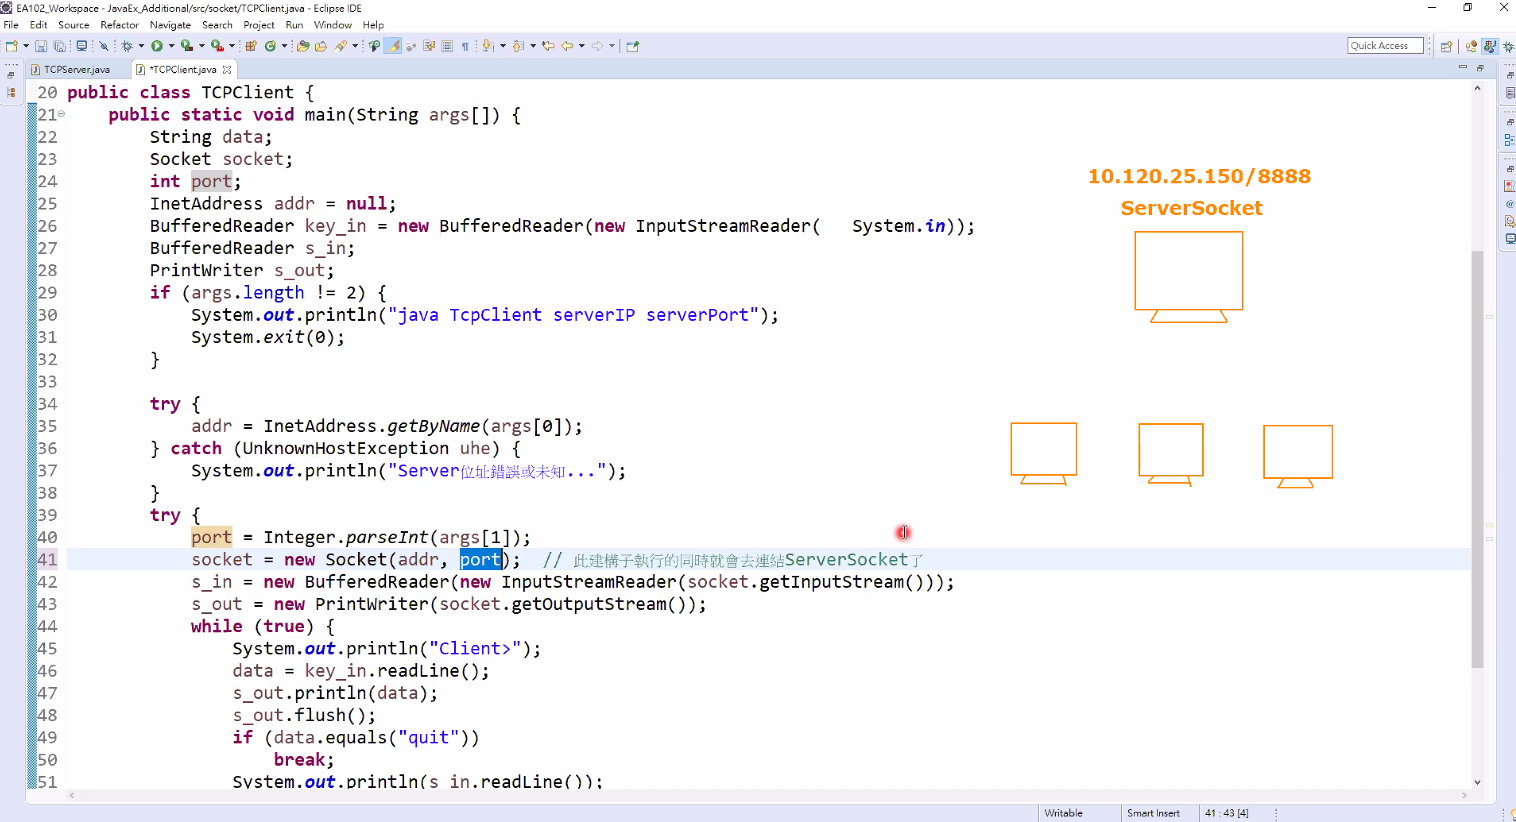 EA102_Workspace - JavaEx_Additional/src/socket/TCPClient.java - Eclipse IDE
File Edit Source Refactor Navigate Search Project Run Window Help
Quick Access
TCPServer.java *TCPClient.java
20 public class TCPClient {
21 public static void main(String args[]) {
22 String data;
23 Socket socket;
24 int port;
25 InetAddress addr = null;
26 BufferedReader key_in = new BufferedReader(new InputStreamReader( System.in));
27 BufferedReader s_in;
28 PrintWriter s_out;
29 if (args.length != 2) {
30 System.out.println("java TcpClient serverIP serverPort");
31 System.exit(0);
32 }
33
34 try {
35 addr = InetAddress.getByName(args[0]);
36 } catch (UnknownHostException uhe) {
37 System.out.println("Server位址錯誤或未知...");
38 }
39 try {
40 port = Integer.parseInt(args[1]);
41 socket = new Socket(addr, port); // 此建構子執行的同時就會去連結ServerSocket了
42 s_in = new BufferedReader(new InputStreamReader(socket.getInputStream()));
43 s_out = new PrintWriter(socket.getOutputStream());
44 while (true) {
45 System.out.println("Client>");
46 data = key_in.readLine();
47 s_out.println(data);
48 s_out.flush();
49 if (data.equals("quit"))
50 break;
51 System.out.println(s_in.readLine());
10.120.25.150/8888
ServerSocket
Writable Smart Insert 41 : 43 [4]